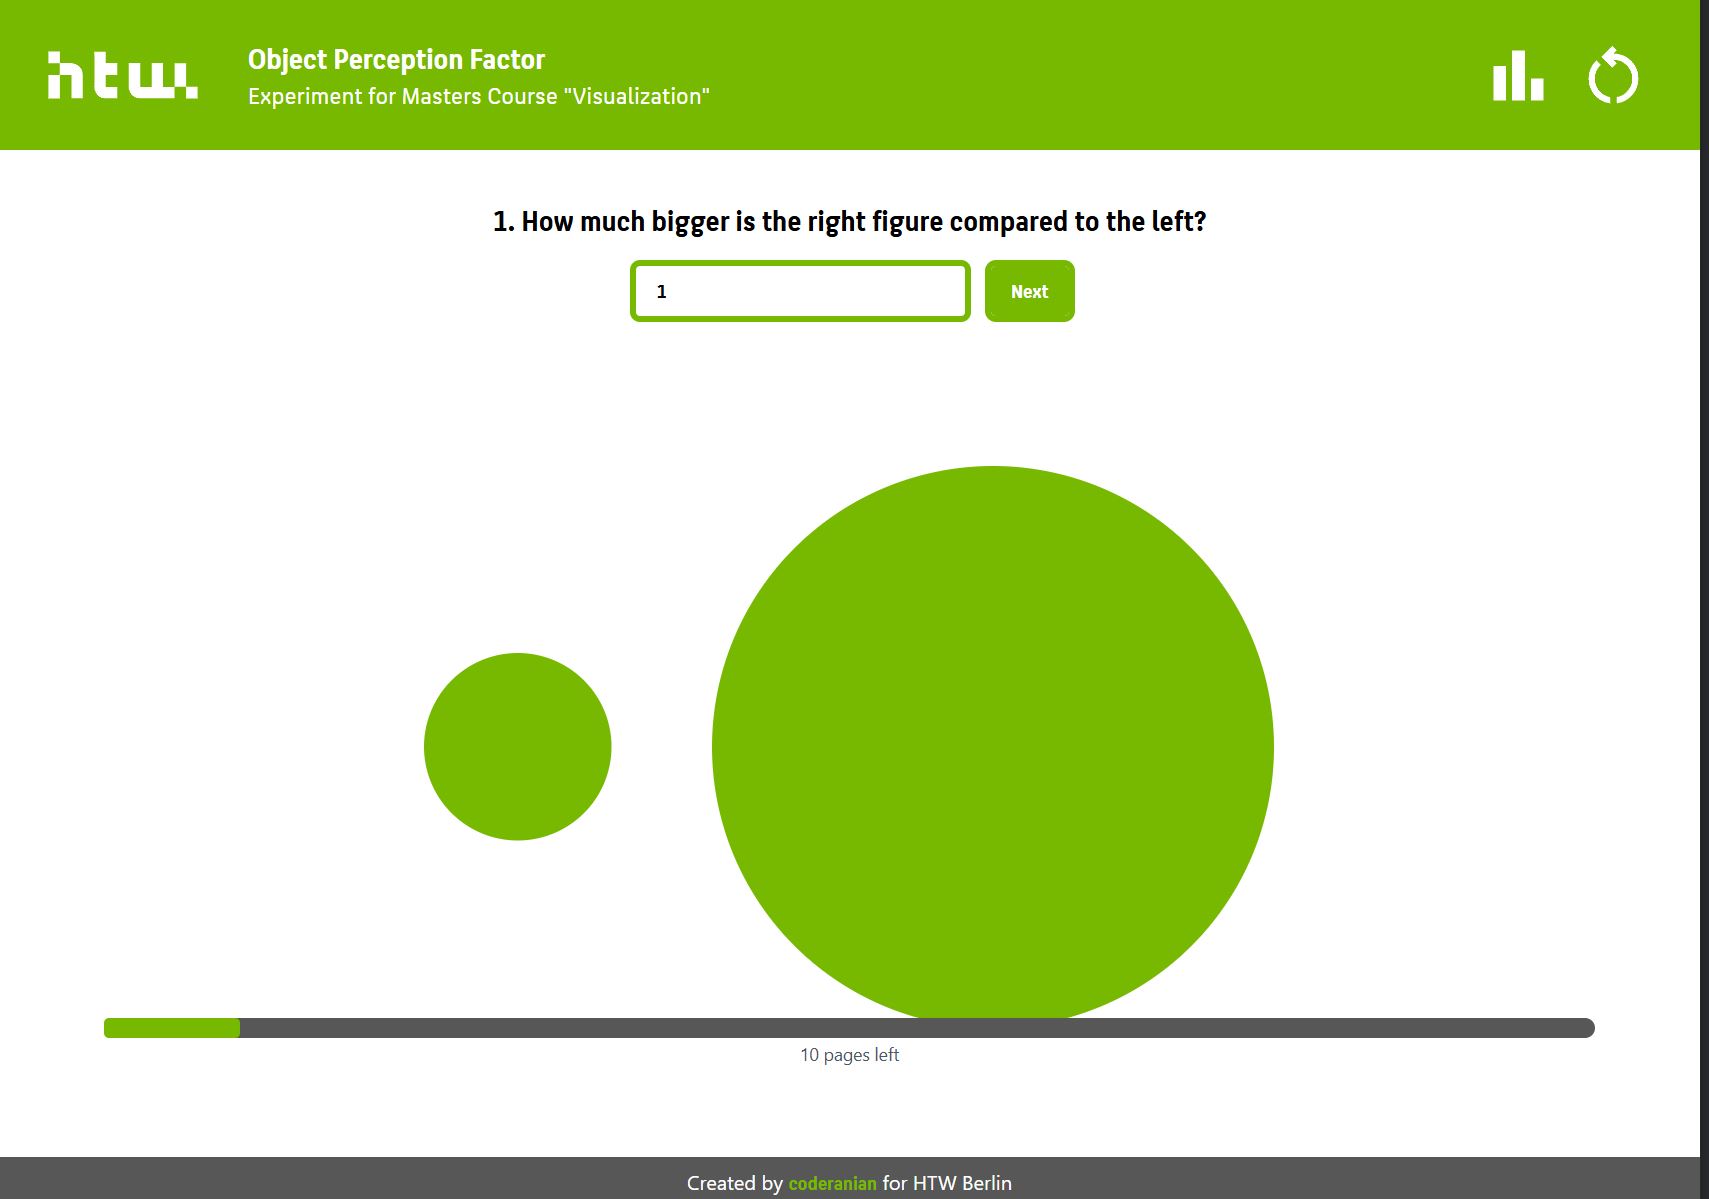 htw.
Object Perception Factor
Experiment for Masters Course "Visualization"
1. How much bigger is the right figure compared to the left?
1
Next
10 pages left
Created by coderanian for HTW Berlin